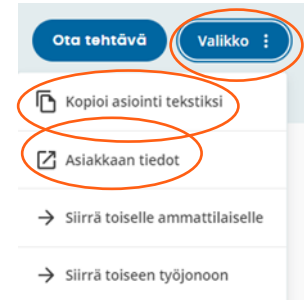 Ota tehtävä
Valikko
Kopioi asiointi tekstiksi
Asiakkaan tiedot
Siirrä toiselle ammattilaiselle
Siirrä toiseen työjonoon